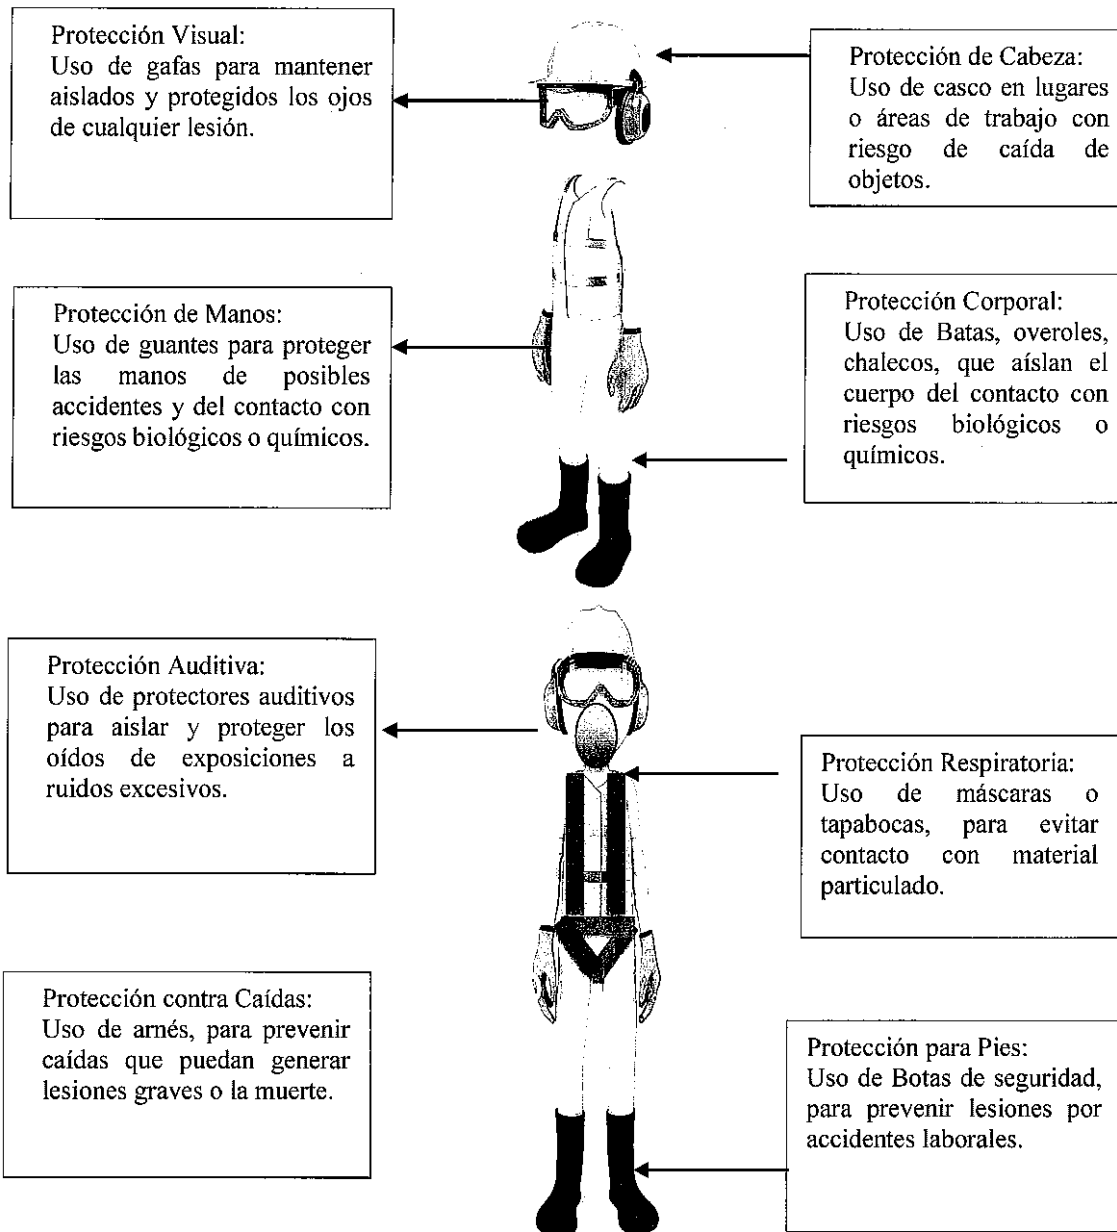 Protección Visual:
Uso de gafas para mantener
aislados y protegidos los ojos
de cualquier lesión.
Protección de Cabeza:
Uso de casco en lugares
o áreas de trabajo con
riesgo de caída de
objetos.
Protección de Manos:
Uso de guantes para proteger
las manos de posibles
accidentes y del contacto con
riesgos biológicos o químicos.
Protección Corporal:
Uso de Batas, overoles,
chalecos, que aíslan el
cuerpo del contacto con
riesgos biológicos o
químicos.
Protección Auditiva:
Uso de protectores auditivos
para aislar y proteger los
oídos de exposiciones a
ruidos excesivos.
Protección Respiratoria:
Uso de máscaras o
tapabocas, para evitar
contacto con material
particulado.
Protección contra Caídas:
Uso de arnés, para prevenir
caídas que puedan generar
lesiones graves o la muerte.
Protección para Pies:
Uso de Botas de seguridad,
para prevenir lesiones por
accidentes laborales.